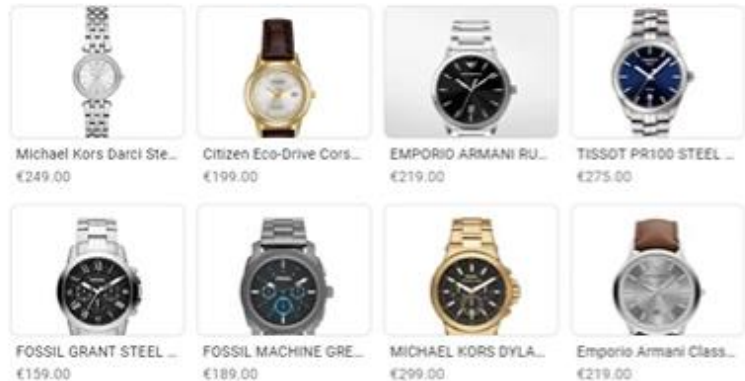 Michael Kors Darci Ste...
€249.00
Citizen Eco-Drive Cors...
€199.00
EMPORIO ARMANI RU...
€219.00
TISSOT PR100 STEEL ...
€275.00
FOSSIL GRANT STEEL ...
€159.00
FOSSIL MACHINE GRE...
€189.00
MICHAEL KORS DYLA...
€299.00
Emporio Armani Class...
€219.00